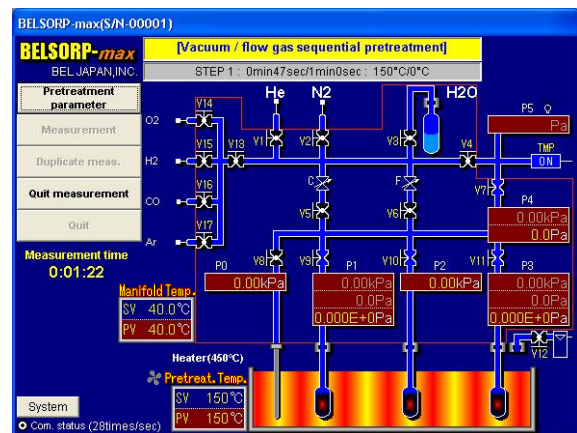 BELSORP-max(S/N-00001)
BELSORP-max
BEL JAPAN,INC.
[Vacuum / flow gas sequential pretreatment]
STEP 1 : 0min47sec/1min0sec : 150°C/0°C
Pretreatment
parameter
Measurement
Duplicate meas.
Quit measurement
Quit
Measurement time
0:01:22
He
N2
H2O
P5
Pa
TMP
ON
V14
O2
V15
V13
V1
V2
V3
V4
H2
V16
CO
V17
Ar
C
F
V7
V5
V6
P4
0.00kPa
0.0Pa
V8
V9
V10
V11
P0
0.00kPa
P1
0.00kPa
0.0Pa
0.000E+0Pa
P2
0.00kPa
P3
0.00kPa
0.0Pa
0.000E+0Pa
V12
Manifold Temp.
SV 40.0°C
PV 40.0°C
Heater(450°C)
Pretreat.Temp.
SV 150°C
PV 150°C
System
Com. status (28times/sec)